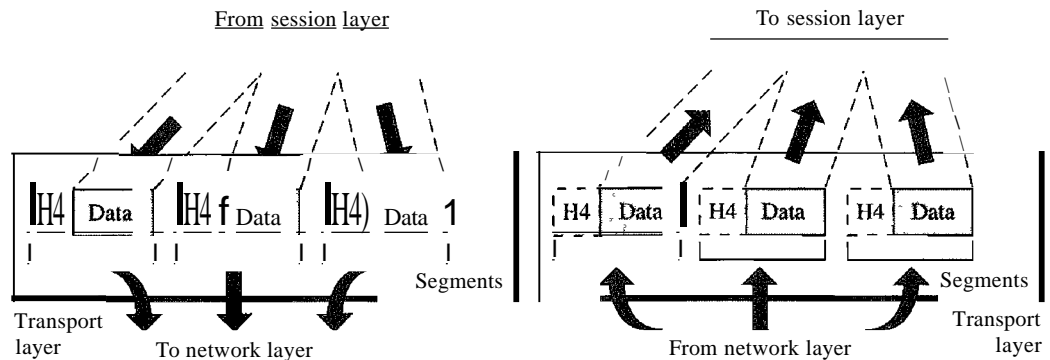 From session layer
H4 Data H4 Data H4 Data
Segments
Transport
layer
To network layer
To session layer
H4 Data H4 Data H4 Data
Segments
From network layer
Transport
layer